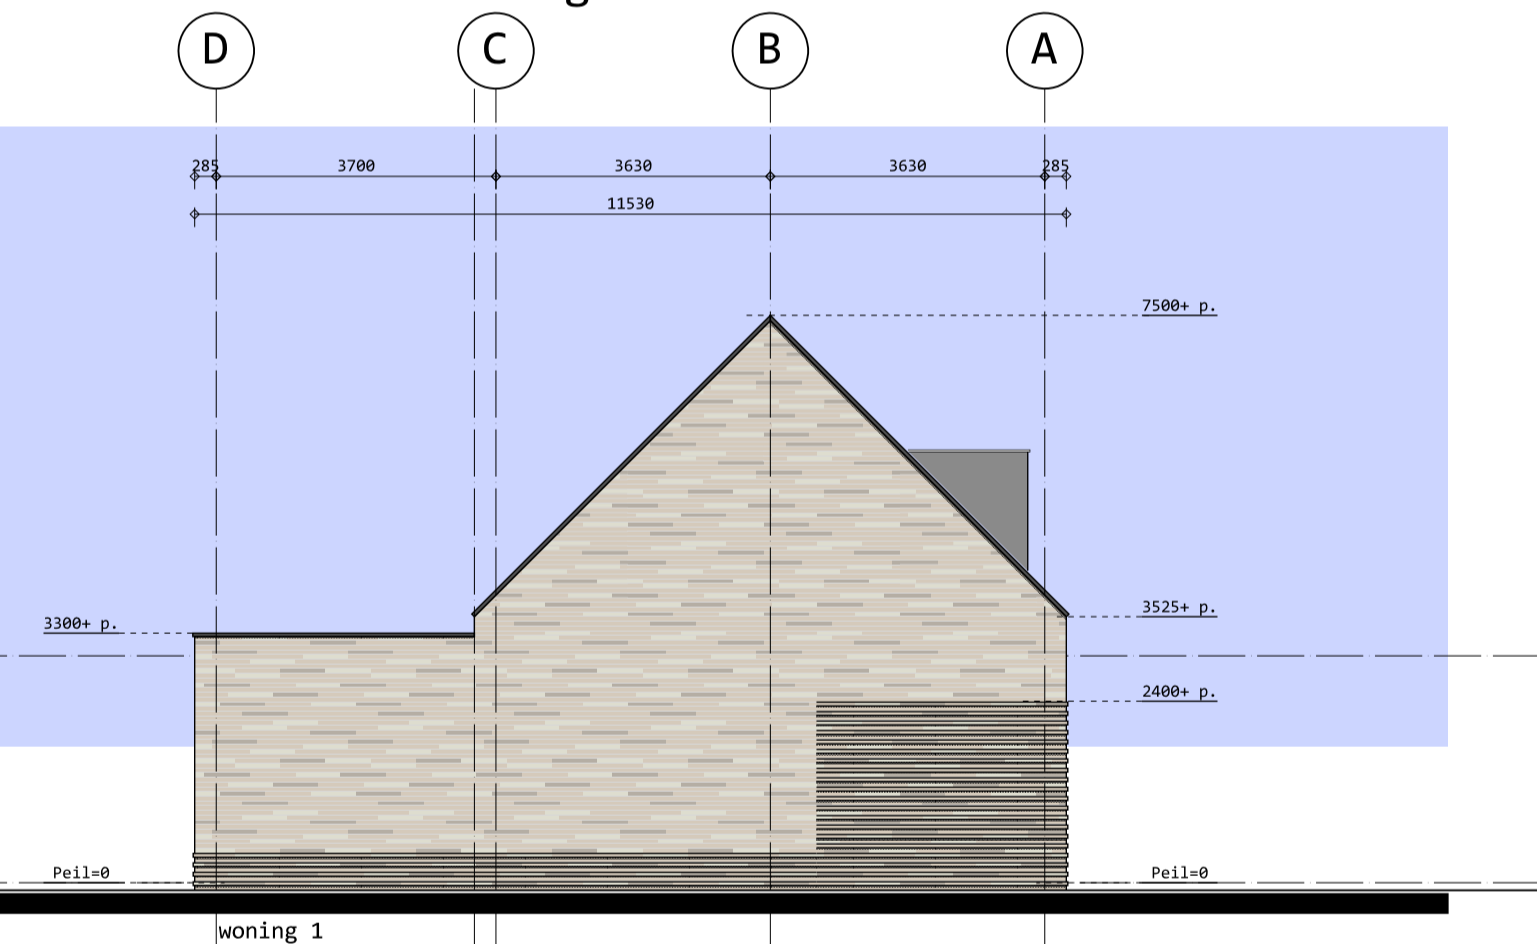 D C B A
285 3700 3630 3630 285
11530
7500+ p.
3525+ p.
3300+ p.
2400+ p.
Peil=0 Peil=0
woning 1